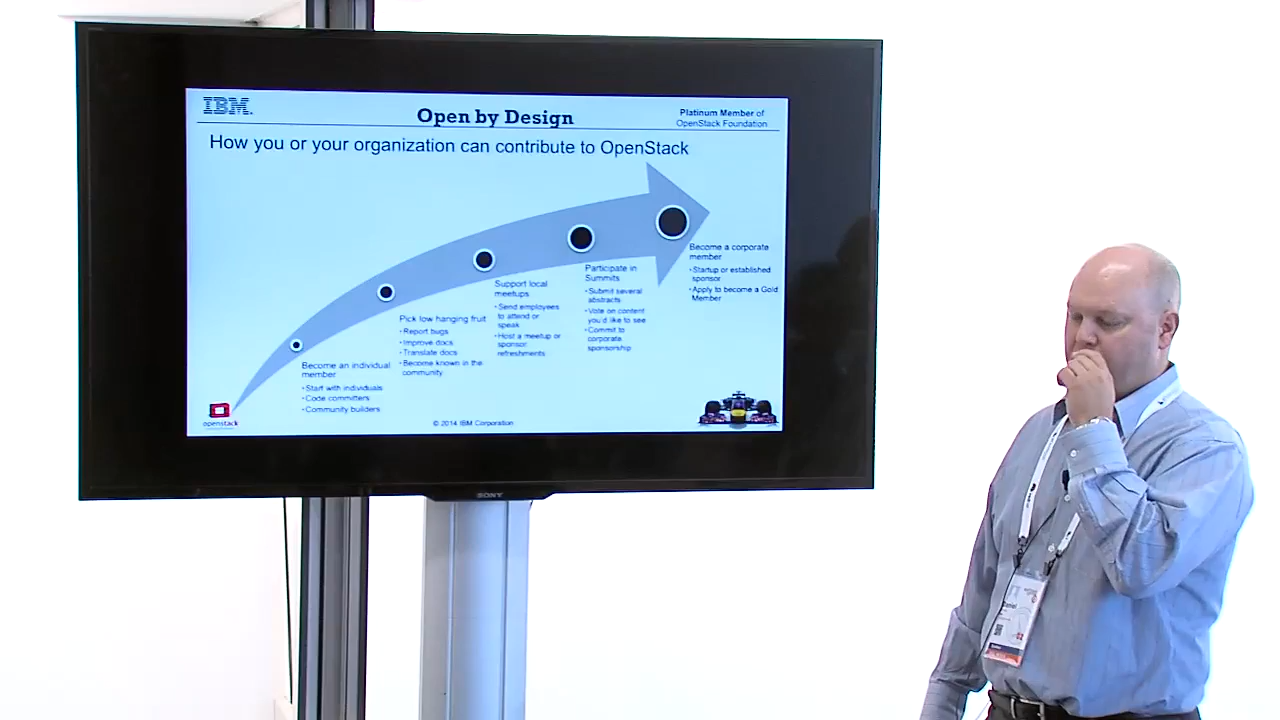 IBM.
Open by Design
Platinum Member of
OpenStack Foundation
How you or your organization can contribute to OpenStack
Become an individual
member
• Start with individuals
• Code committers
• Community builders
Pick low hanging fruit
• Report bugs
• Improve docs
• Translate docs
• Become known in the
community
Support local
meetups
• Send employees
to attend or
speak
• Host a meetup or
sponsor
refreshments
Participate in
Summits
• Submit several
abstracts
• Vote on content
you'd like to see
• Commit to
corporate
sponsorship
Become a corporate
member
• Startup or established
sponsor
• Apply to become a Gold
Member
openstack
© 2014 IBM Corporation
SONY
Daniel